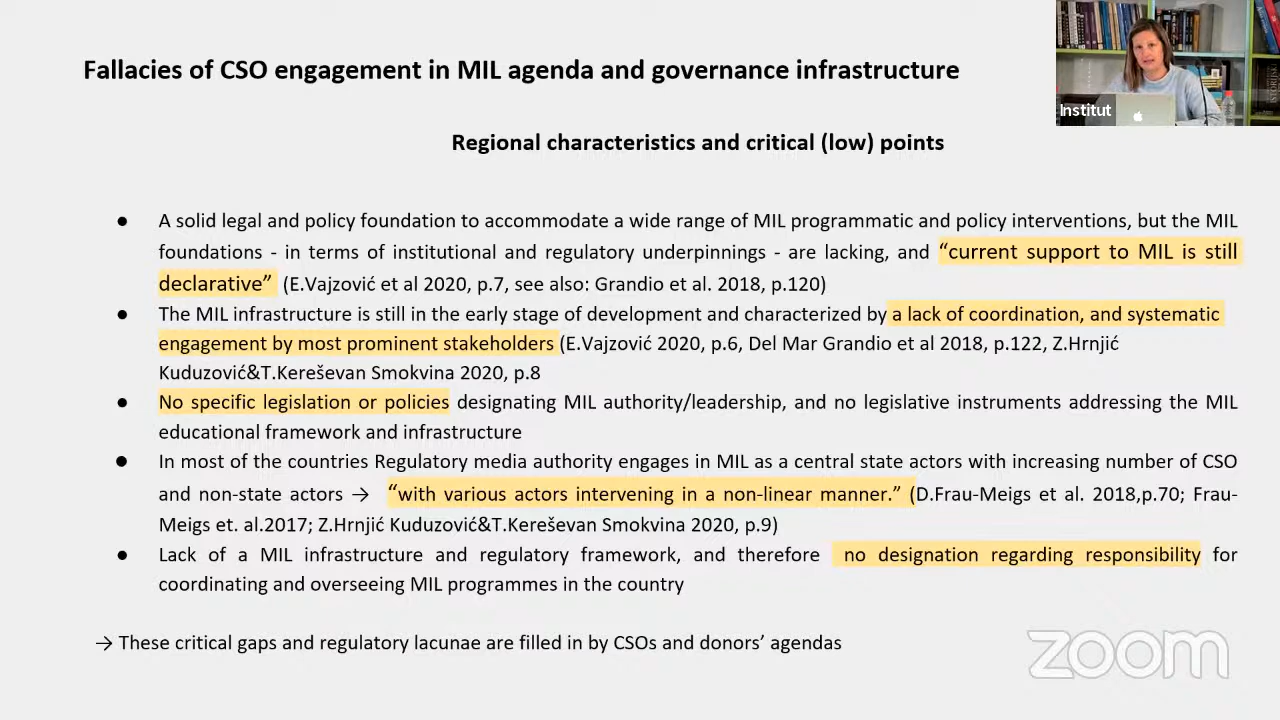 Fallacies of CSO engagement in MIL agenda and governance infrastructure
Institut
Regional characteristics and critical (low) points
● A solid legal and policy foundation to accommodate a wide range of MIL programmatic and policy interventions, but the MIL
foundations - in terms of institutional and regulatory underpinnings - are lacking, and “current support to MIL is still
declarative” (E.Vajzović et al 2020, p.7, see also: Grandio et al. 2018, p.120)
● The MIL infrastructure is still in the early stage of development and characterized by a lack of coordination, and systematic
engagement by most prominent stakeholders (E.Vajzović 2020, p.6, Del Mar Grandio et al 2018, p.122, Z.Hrnjić
Kuduzović&T.Kereševan Smokvina 2020, p.8
● No specific legislation or policies designating MIL authority/leadership, and no legislative instruments addressing the MIL
educational framework and infrastructure
● In most of the countries Regulatory media authority engages in MIL as a central state actors with increasing number of CSO
and non-state actors → “with various actors intervening in a non-linear manner.” (D.Frau-Meigs et al. 2018,p.70; Frau-
Meigs et. al.2017; Z.Hrnjić Kuduzović&T.Kereševan Smokvina 2020, p.9)
● Lack of a MIL infrastructure and regulatory framework, and therefore no designation regarding responsibility for
coordinating and overseeing MIL programmes in the country
→ These critical gaps and regulatory lacunae are filled in by CSOs and donors’ agendas
zoom